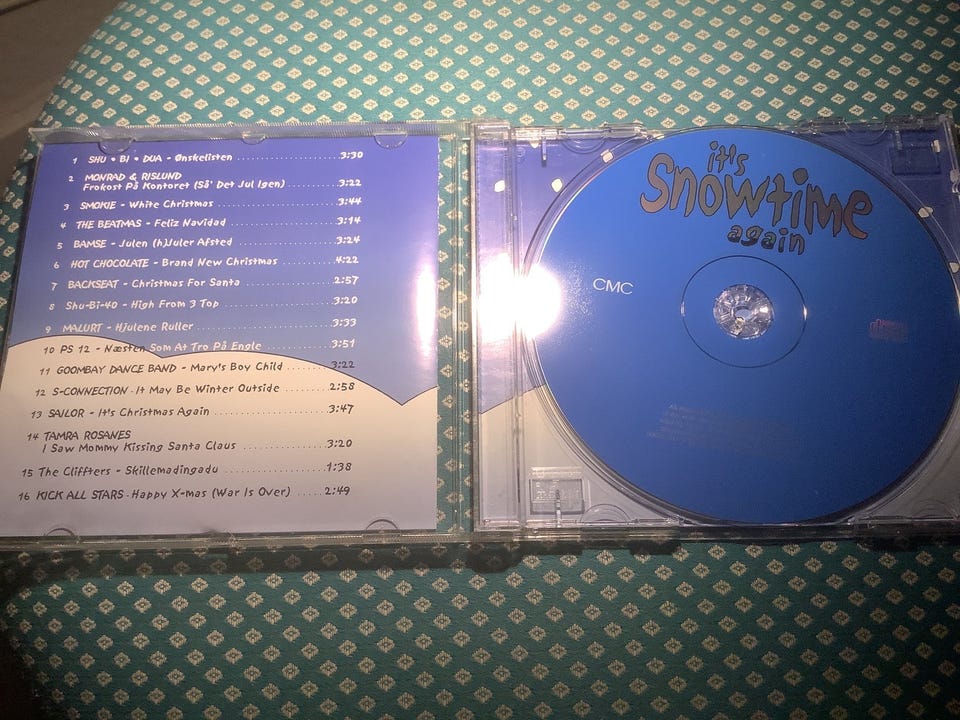 1 SHU • BI • DUA - Ønskelisten .................. 3:30
2 MONRAD & RISLUND
Frokost På Kontoret (Så' Det Jul Igen) ......... 3:22
3 SMOKIE - White Christmas ...................... 3:44
4 THE BEATMAS - Feliz Navidad ................... 3:14
5 BAMSE - Julen (h)Juler Afsted .................. 3:24
6 HOT CHOCOLATE - Brand New Christmas ........... 4:22
7 BACKSEAT - Christmas For Santa ................ 2:57
8 Shu-Bi-40 - High From 3 Top .................... 3:20
9 MALURT - Hjulene Ruller ........................ 3:33
10 PS 12 - Næsten Som At Tro På Engle ............. 3:51
11 GOOMBAY DANCE BAND - Mary's Boy Child ........ 3:22
12 S-CONNECTION - It May Be Winter Outside ....... 2:58
13 SAILOR - It's Christmas Again ................. 3:47
14 TAMRA ROSANES
I Saw Mommy Kissing Santa Claus ................ 3:20
15 The Cliffters - Skillemadingadu ................ 1:38
16 KICK ALL STARS - Happy X-mas (War Is Over) ..... 2:49
it's
Snowtime
again
CMC